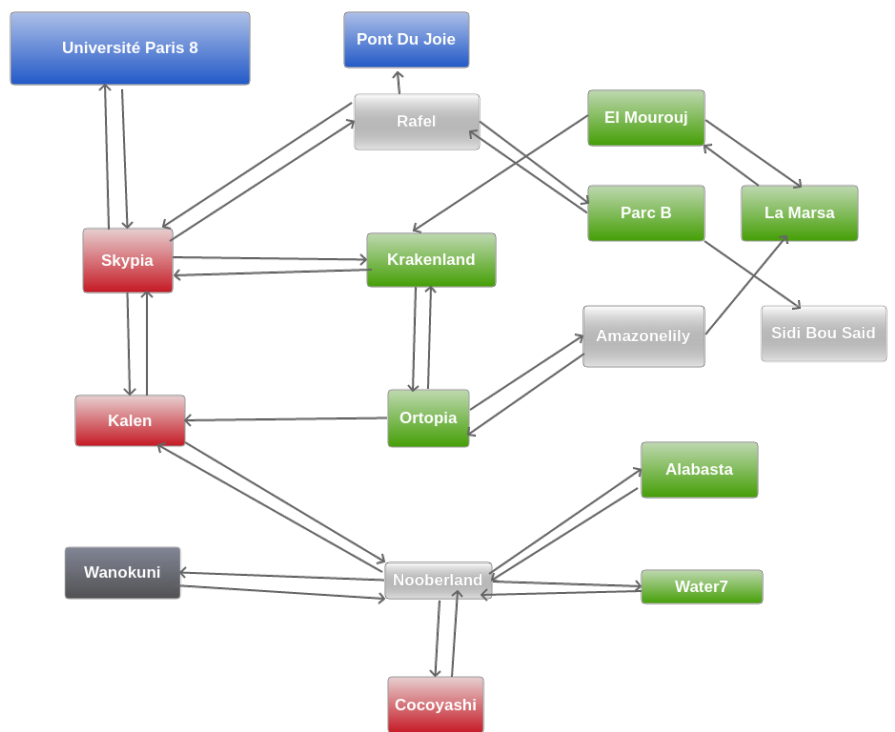 Université Paris 8
Pont Du Joie
Rafel
El Mourouj
Parc B
La Marsa
Skypia
Krakenland
Sidi Bou Said
Amazonelily
Kalen
Ortopia
Alabasta
Wanokuni
Nooberland
Water7
Cocoyashi